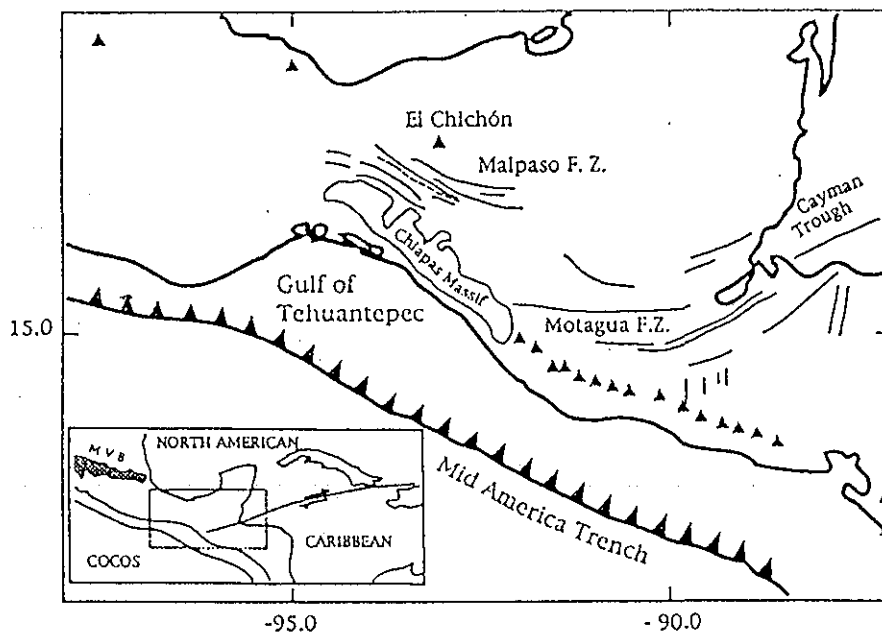 El Chichón
Malpaso F. Z.
Cayman
Trough
Chiapas Massif
Gulf of
Tehuantepec
Motagua F.Z.
15.0
Mid America Trench
NORTH AMERICAN
M V B
CARIBBEAN
COCOS
-95.0
-90.0